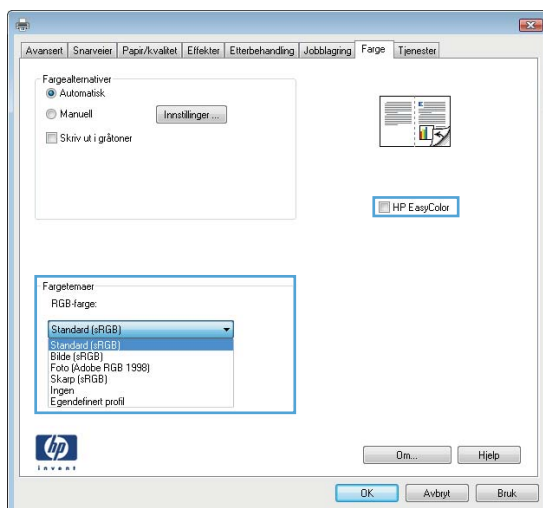 Avansert Snarveier Papir/kvalitet Effekter Etterbehandling Jobblagring Farge Tjenester
Fargealternativer
Automatisk
Manuell
Innstillinger ...
Skriv ut i gråtoner
HP EasyColor
Fargetemaer
RGB-farge:
Standard (sRGB)
Standard (sRGB)
Bilde (sRGB)
Foto (Adobe RGB 1998)
Skarp (sRGB)
Ingen
Egendefinert profil
hp
invent
Om... Hjelp
OK Avbryt Bruk